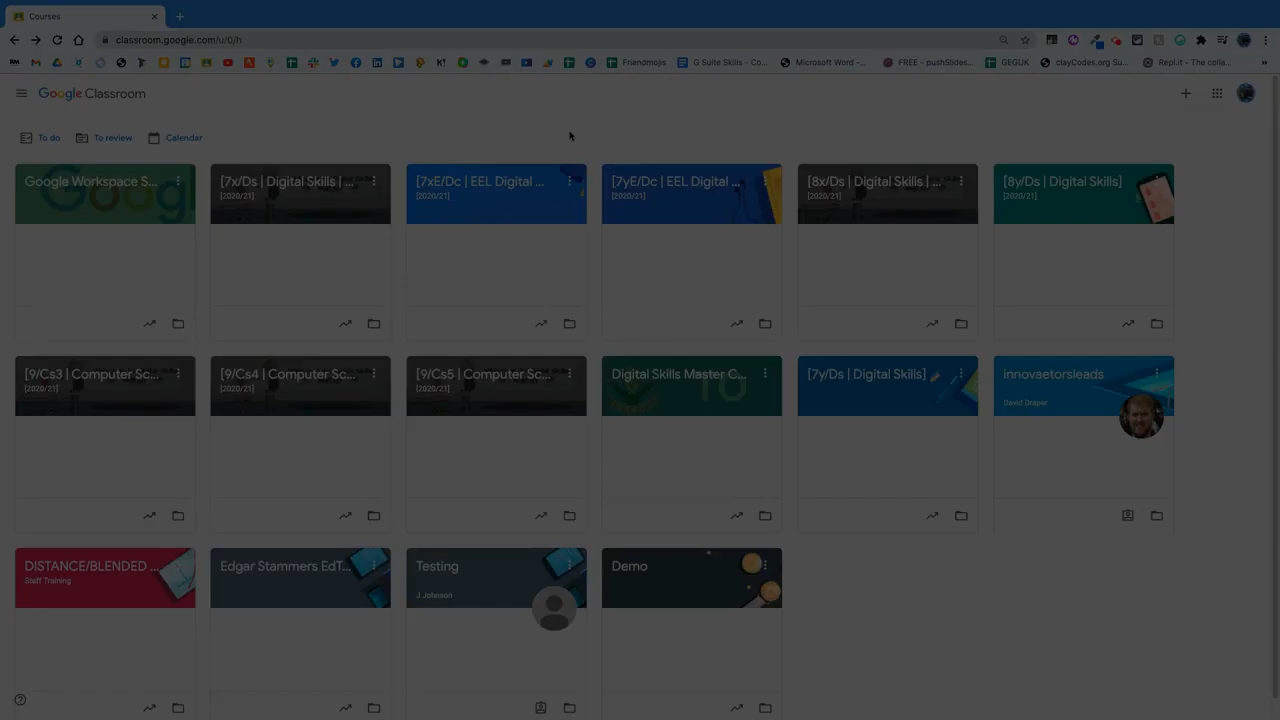 Courses
classroom.google.com/u/0/h
Friendmojis
G Suite Skills - Co...
Microsoft Word -...
FREE - pushSlides...
GEGUK
clayCodes.org Su...
Repl.it - The colla...
Google Classroom
To do
To review
Calendar
Google Workspace S...
[7x/Ds | Digital Skills | ...
[2020/21]
[7xE/Dc | EEL Digital ...
[2020/21]
[7yE/Dc | EEL Digital ...
[2020/21]
[8x/Ds | Digital Skills | ...
[2020/21]
[8y/Ds | Digital Skills]
[2020/21]
[9/Cs3 | Computer Sc...
[2020/21]
[9/Cs4 | Computer Sc...
[2020/21]
[9/Cs5 | Computer Sc...
[2020/21]
Digital Skills Master C...
[7y/Ds | Digital Skills]
innovaetorsleads
David Draper
DISTANCE/BLENDED ...
Staff Training
Edgar Stammers EdT...
Testing
J Johnson
Demo